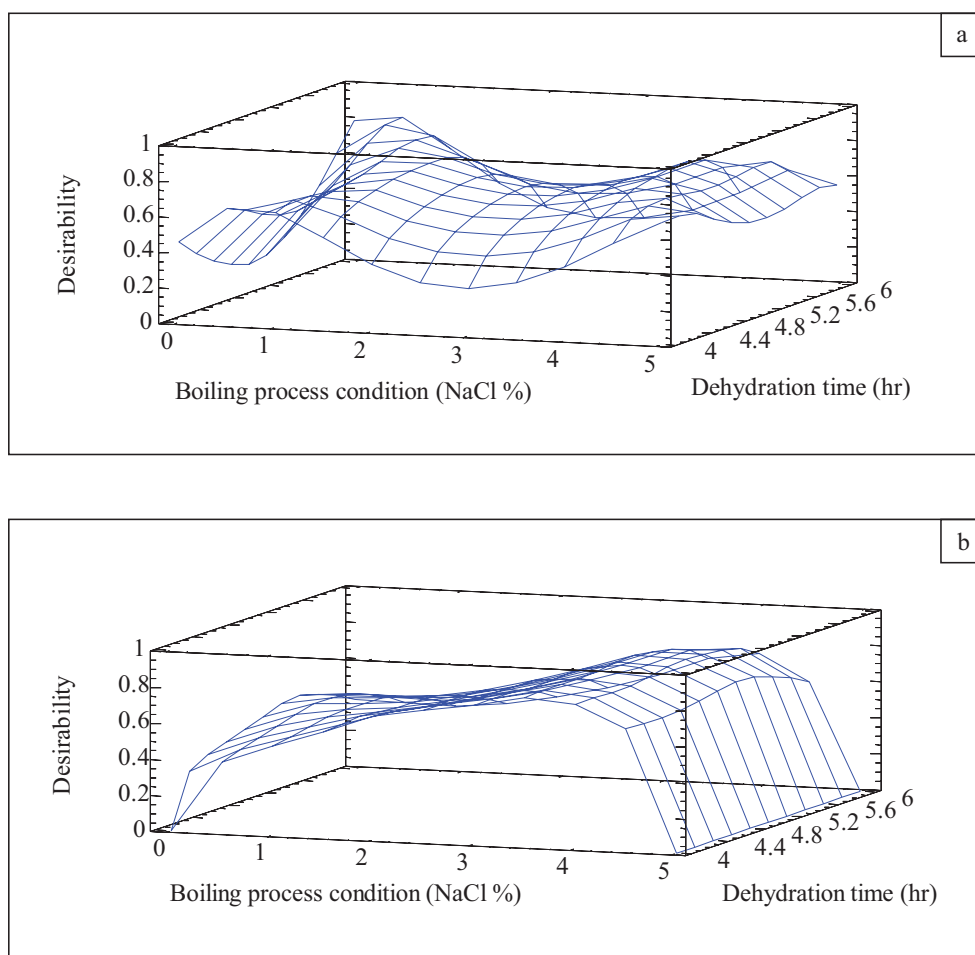 a
1
0.8
0.6
0.4
0.2
0
Desirability
0 1 2 3 4 5
Boiling process condition (NaCl %)
4 4.4 4.8 5.2 5.6 6
Dehydration time (hr)
b
1
0.8
0.6
0.4
0.2
0
Desirability
0 1 2 3 4 5
Boiling process condition (NaCl %)
4 4.4 4.8 5.2 5.6 6
Dehydration time (hr)